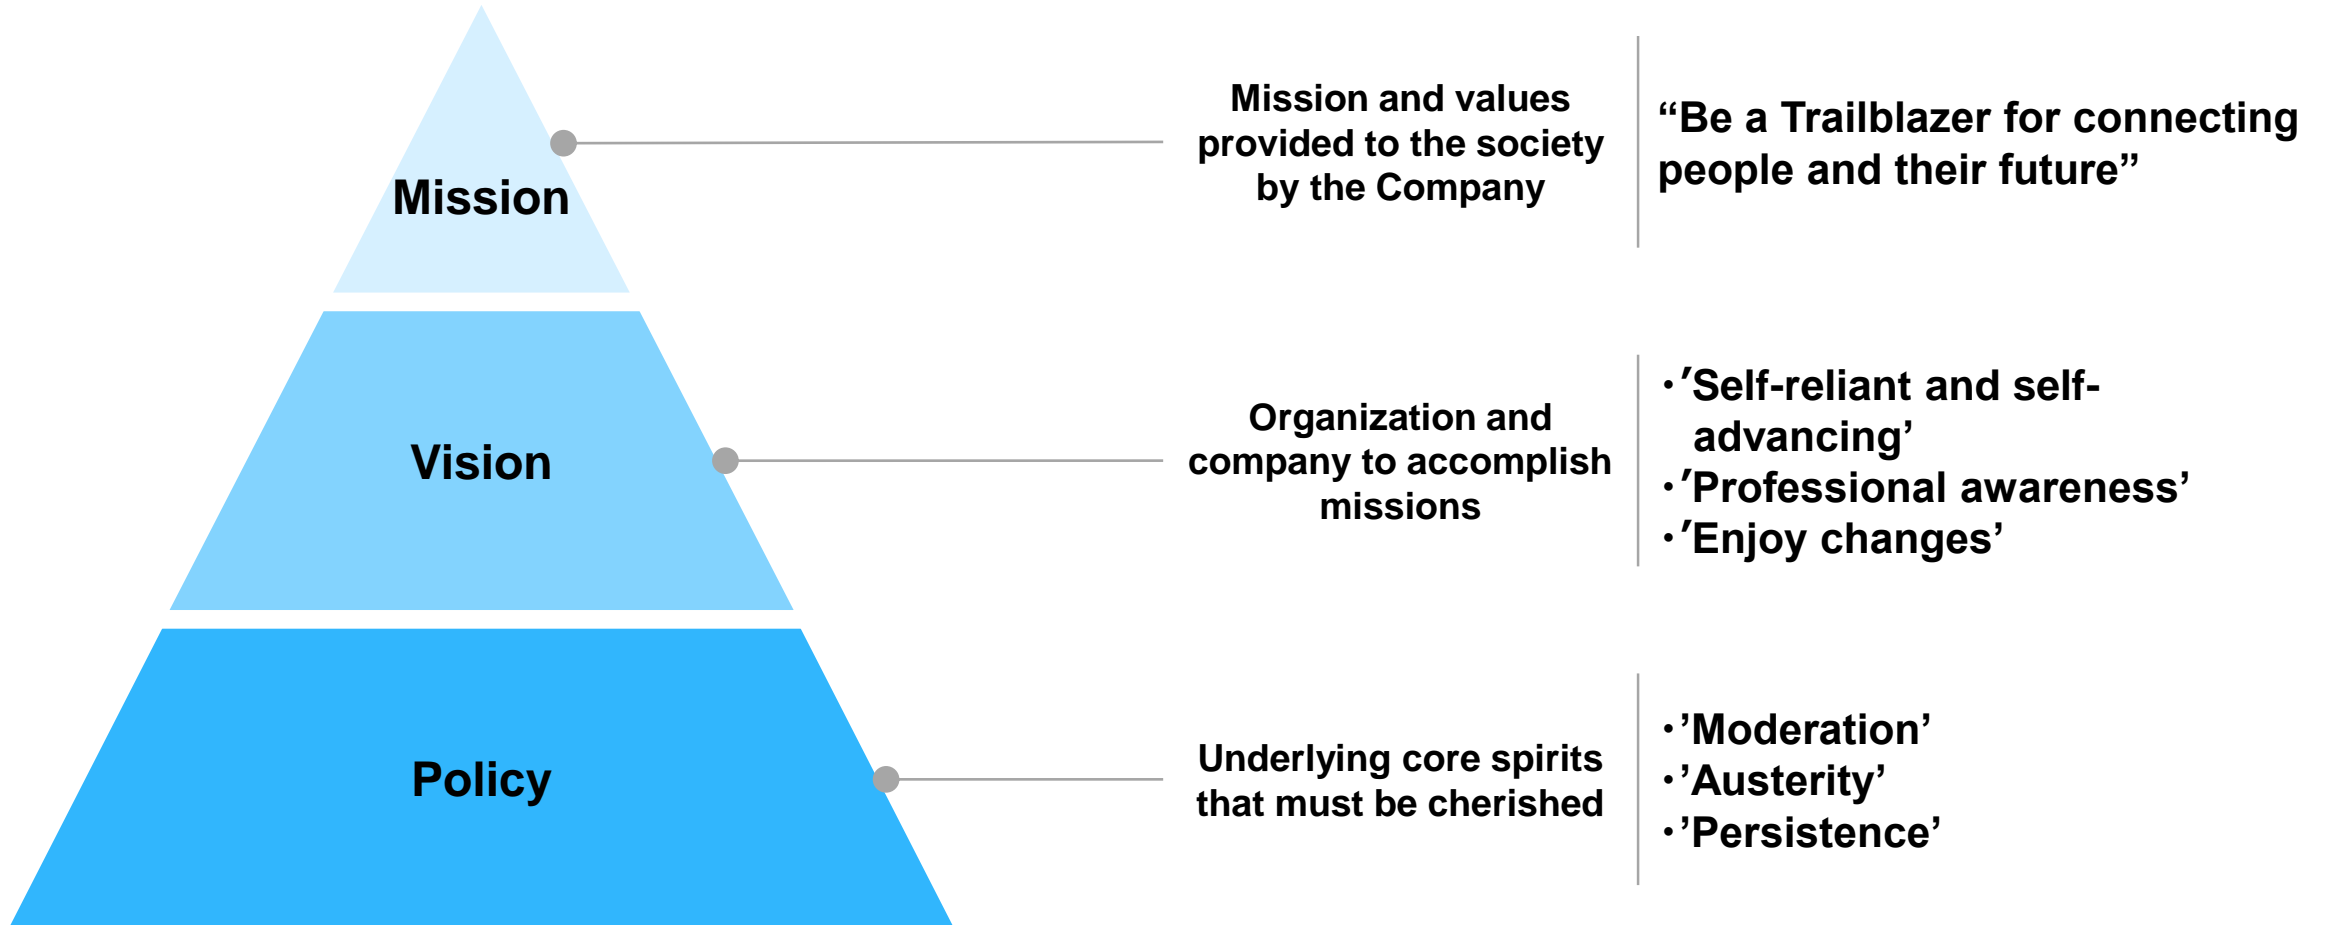 Mission
Mission and values
provided to the society
by the Company
“Be a Trailblazer for connecting
people and their future”
Vision
Organization and
company to accomplish
missions
・′Self-reliant and self-
advancing’
・′Professional awareness’
・′Enjoy changes’
Policy
Underlying core spirits
that must be cherished
・’Moderation’
・’Austerity’
・’Persistence’